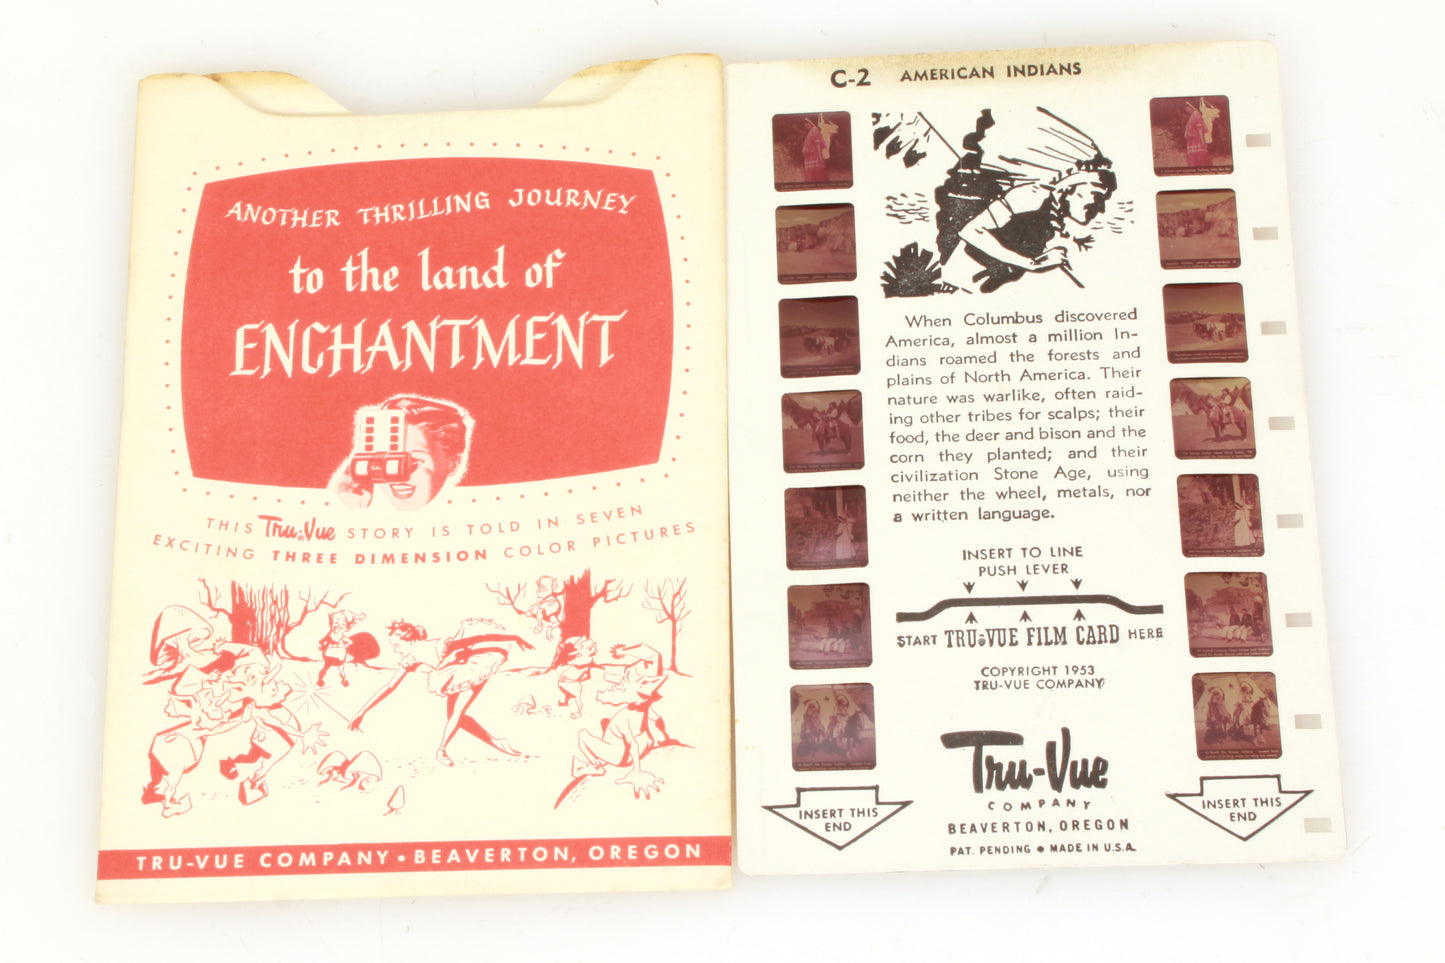 ANOTHER THRILLING JOURNEY
to the land of
ENCHANTMENT
THIS Tru-Vue STORY IS TOLD IN SEVEN
EXCITING THREE DIMENSION COLOR PICTURES
TRU-VUE COMPANY • BEAVERTON, OREGON
C-2 AMERICAN INDIANS
When Columbus discovered
America, almost a million In-
dians roamed the forests and
plains of North America. Their
nature was warlike, often raid-
ing other tribes for scalps; their
food, the deer and bison and the
corn they planted; and their
civilization Stone Age, using
neither the wheel, metals, nor
a written language.
INSERT TO LINE
PUSH LEVER
START TRU-VUE FILM CARD HERE
COPYRIGHT 1953
TRU-VUE COMPANY
Tru-Vue
COMPANY
BEAVERTON, OREGON
PAT. PENDING • MADE IN U.S.A.
INSERT THIS
END
INSERT THIS
END